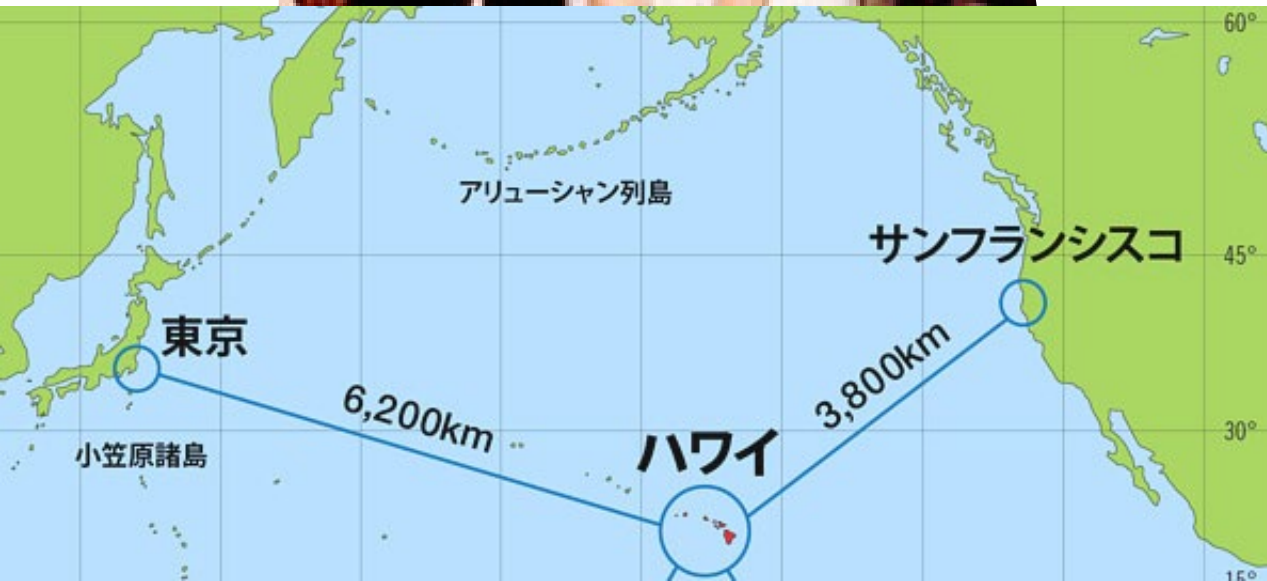 60°
アリューシャン列島
サンフランシスコ
45°
東京
3,800km
6,200km
30°
ハワイ
小笠原諸島
15°